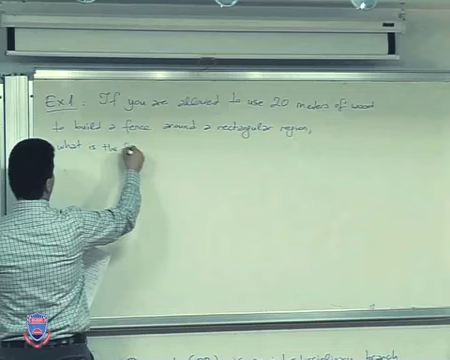 Ex1: If you are allowed to use 20 meters of wood
to build a fence around a rectangular region,
what is the